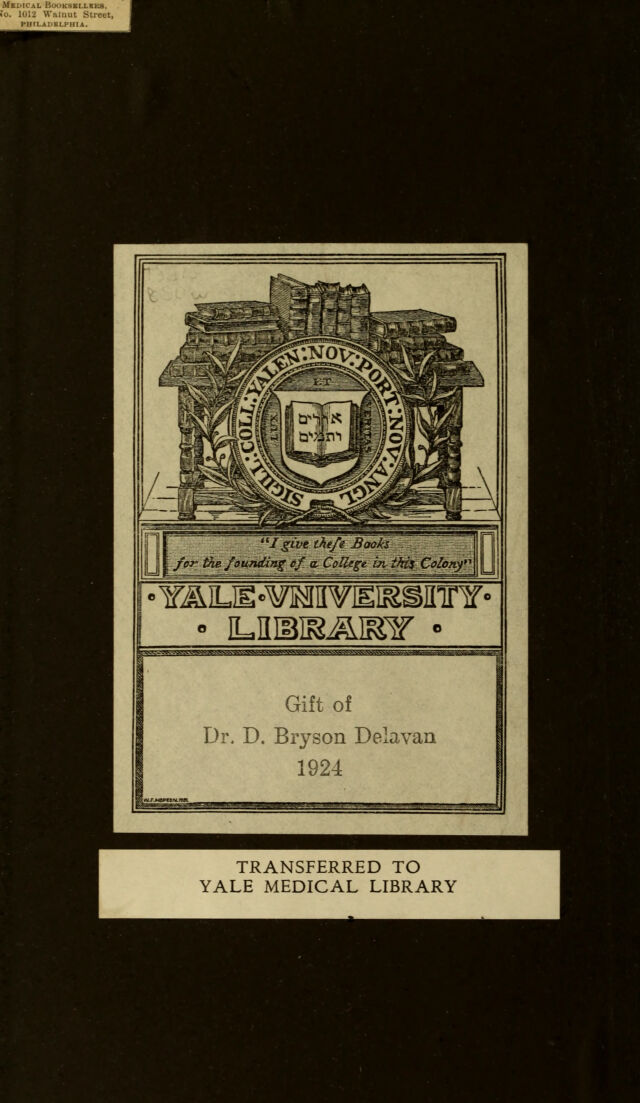 MEDICAL BOOKSELLERS,
No. 1012 Walnut Street,
PHILADELPHIA.
SIGILL: COLL: YALEN: NOV: PORT: NOV: ANGL
ET
LUX
VERITAS
אורים
ותמים
"I give theſe Books
for the founding of a College in this Colony"
·YALE·VNIVERSITY·
· LIBRARY ·
Gift of
Dr. D. Bryson Delavan
1924
TRANSFERRED TO
YALE MEDICAL LIBRARY